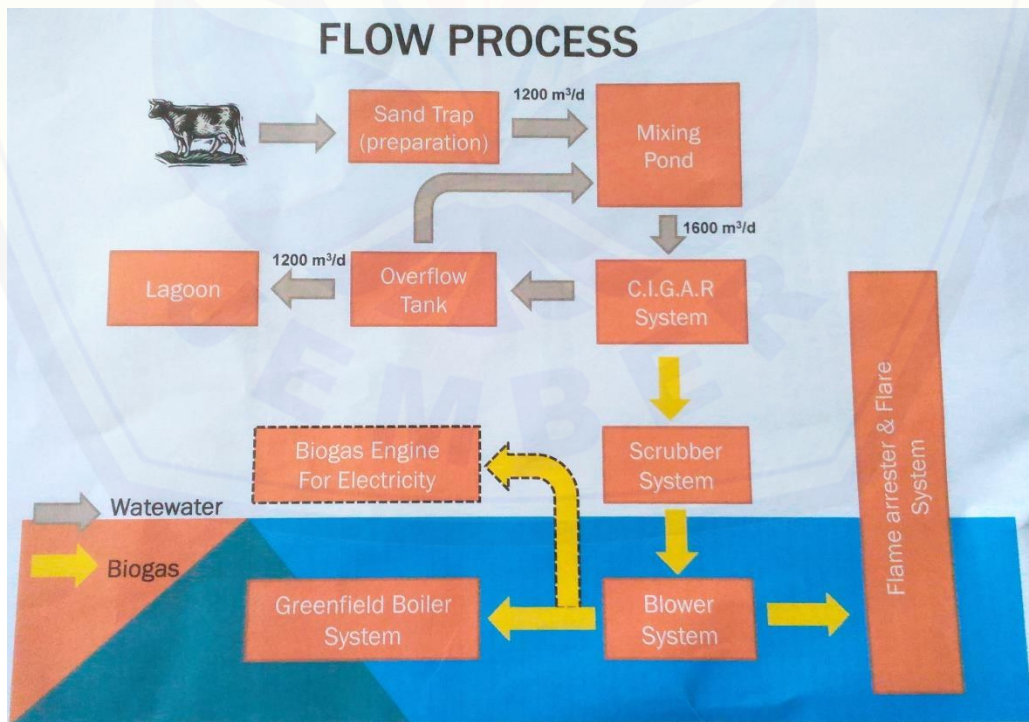 FLOW PROCESS
Sand Trap
(preparation)
1200 m³/d
Mixing
Pond
1600 m³/d
Lagoon
1200 m³/d
Overflow
Tank
C.I.G.A.R
System
Biogas Engine
For Electricity
Scrubber
System
Flame arrester & Flare
System
Watewater
Biogas
Greenfield Boiler
System
Blower
System
JEMBER